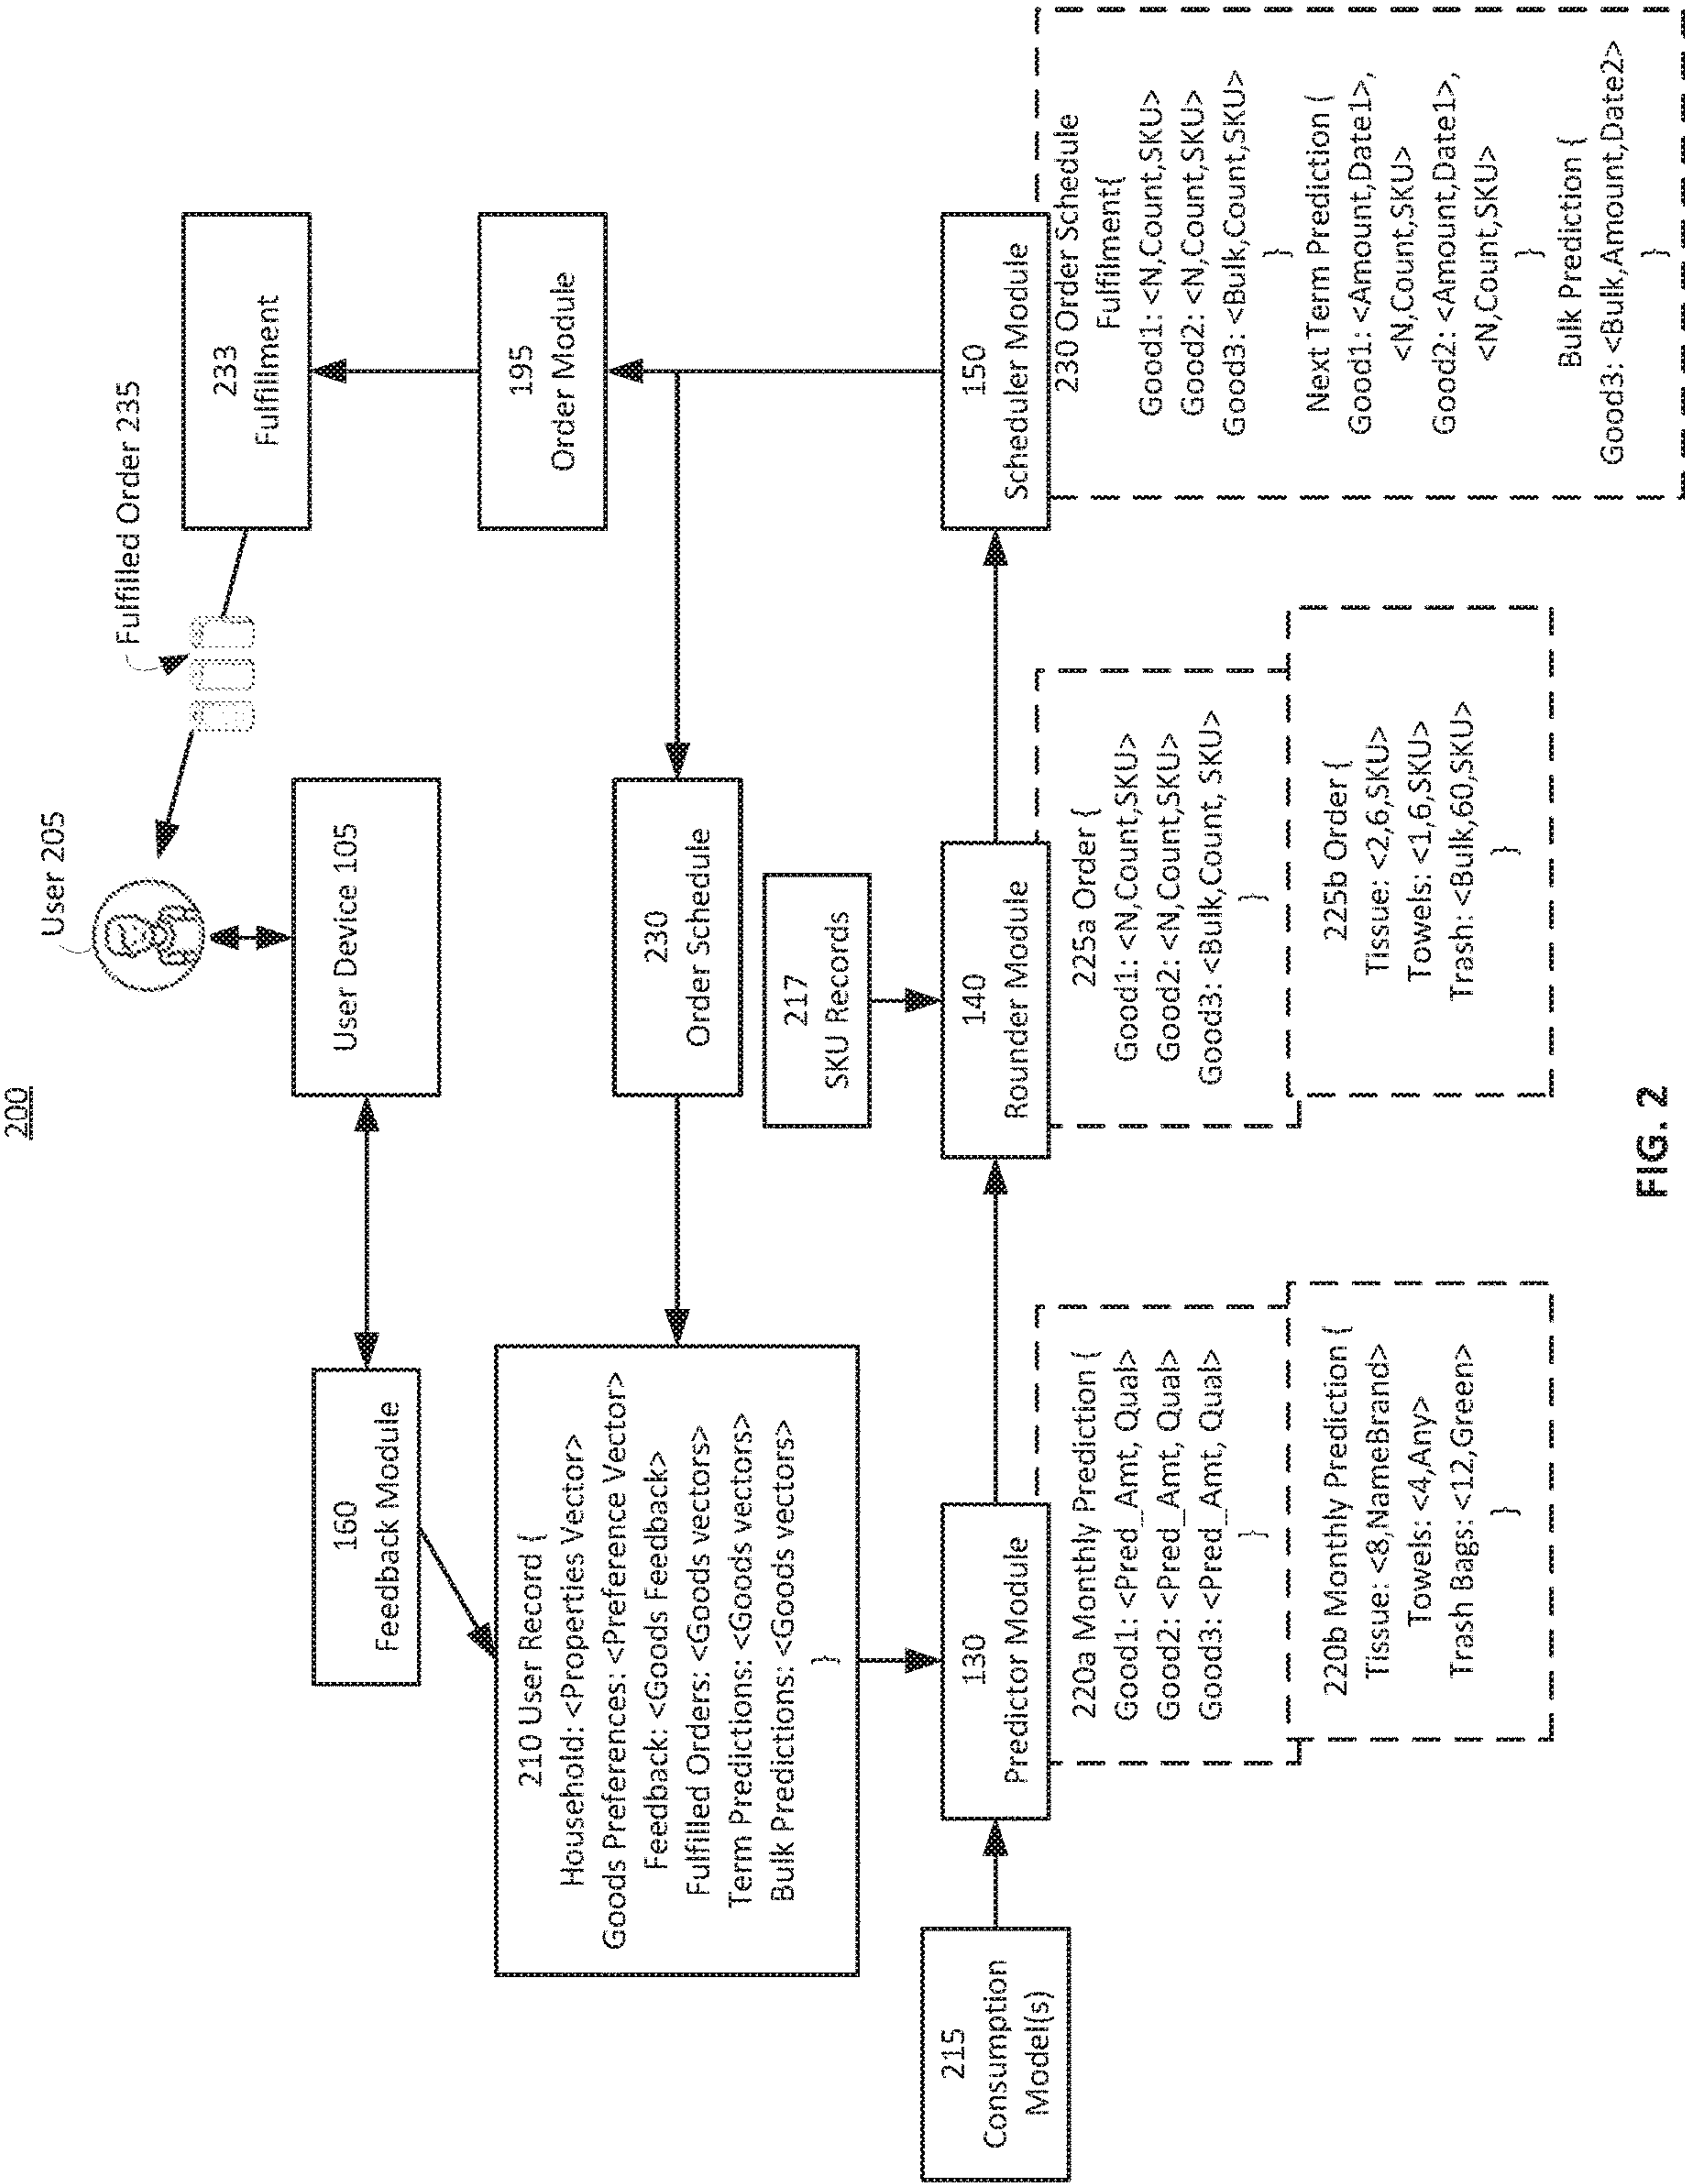 200
User 205
Fulfilled Order 235
160
Feedback Module
User Device 105
233
Fulfillment
210 User Record {
Household: <Properties Vector>
Goods Preferences: <Preference Vector>
Feedback: <Goods Feedback>
Fulfilled Orders: <Goods vectors>
Term Predictions: <Goods vectors>
Bulk Predictions: <Goods vectors>
}
230
Order Schedule
195
Order Module
217
SKU Records
215
Consumption
Model(s)
130
Predictor Module
140
Rounder Module
150
Scheduler Module
220a Monthly Prediction {
Good1: <Pred_Amt, Qual>
Good2: <Pred_Amt, Qual>
Good3: <Pred_Amt, Qual>
}
220b Monthly Prediction {
Tissue: <8,NameBrand>
Towels: <4,Any>
Trash Bags: <12,Green>
}
225a Order {
Good1: <N,Count,SKU>
Good2: <N,Count,SKU>
Good3: <Bulk,Count, SKU>
}
225b Order {
Tissue: <2,6,SKU>
Towels: <1,6,SKU>
Trash: <Bulk,60,SKU>
}
230 Order Schedule
Fulfilment{
Good1: <N,Count,SKU>
Good2: <N,Count,SKU>
Good3: <Bulk,Count,SKU>
}
Next Term Prediction {
Good1: <Amount,Date1>,
<N,Count,SKU>
Good2: <Amount,Date1>,
<N,Count,SKU>
}
Bulk Prediction {
Good3: <Bulk,Amount,Date2>
}
FIG. 2